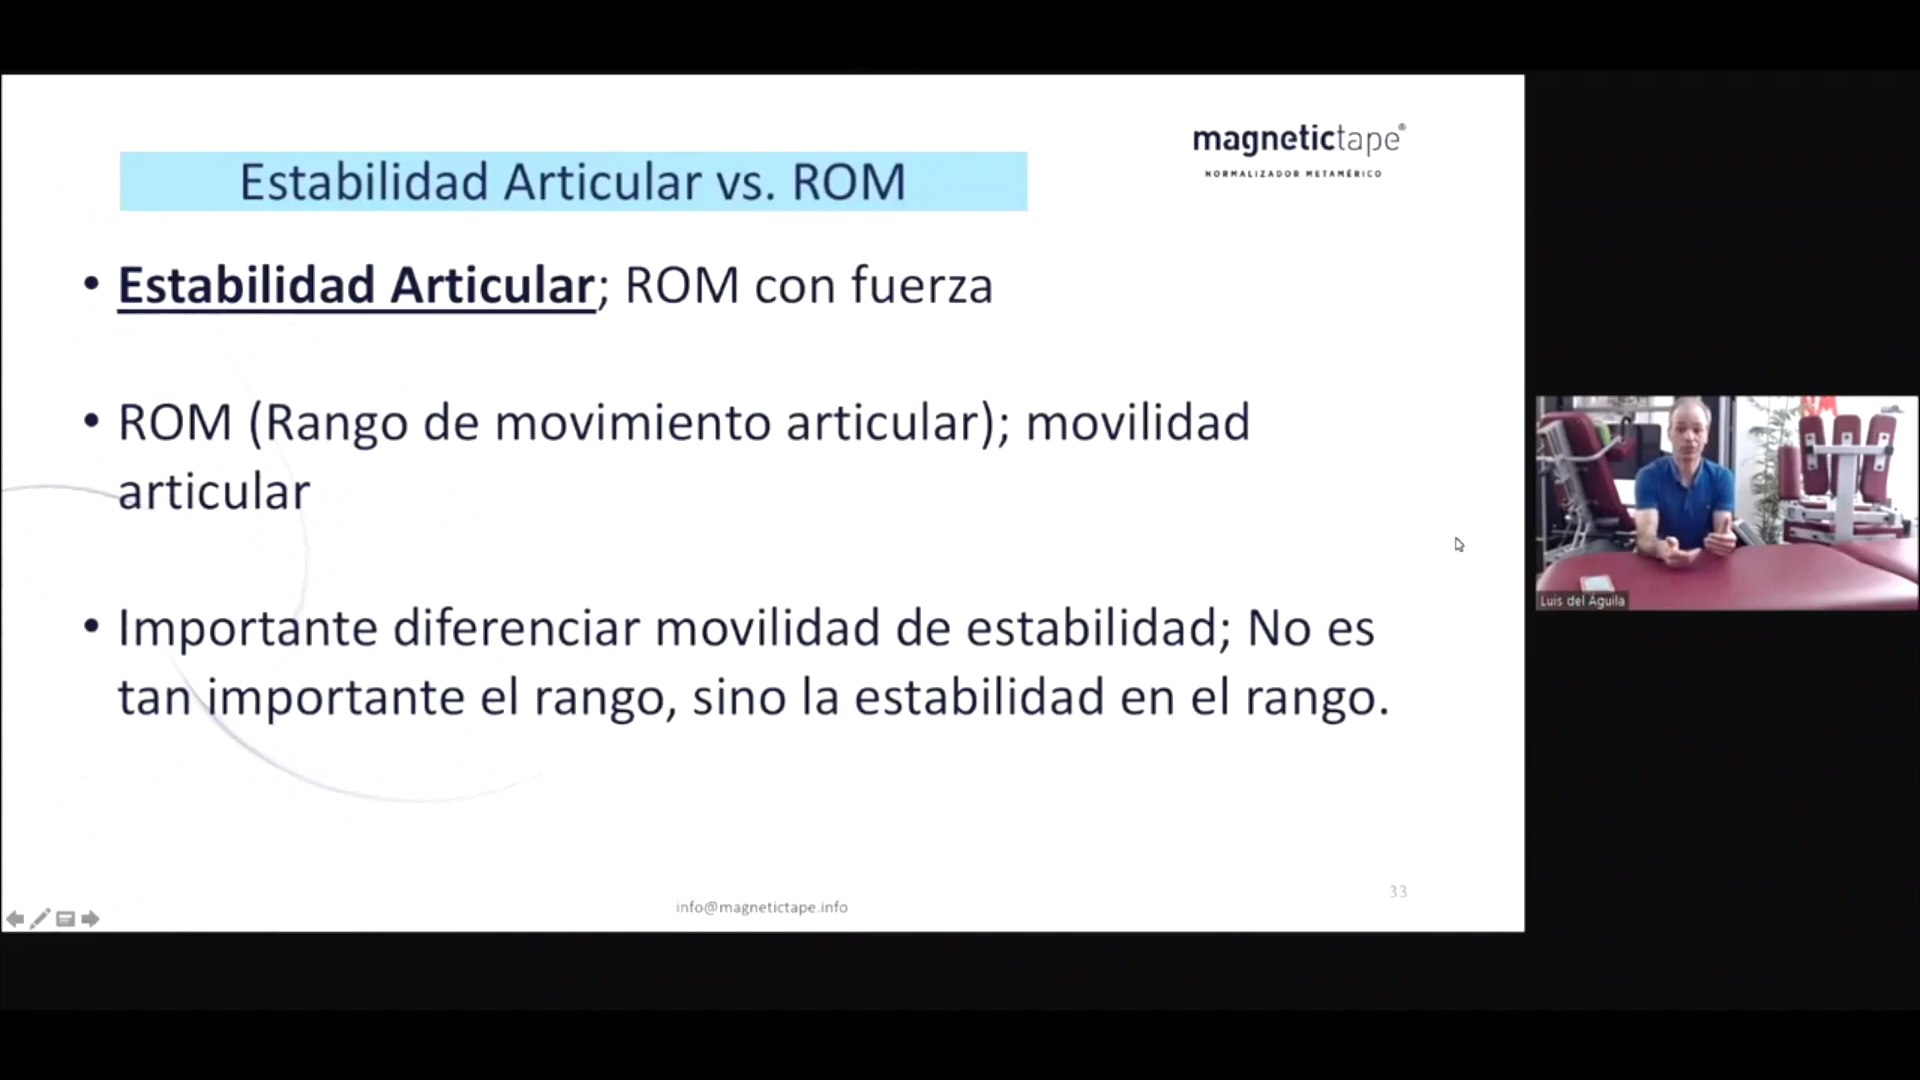 magnetictape®
NORMALIZADOR METAMÉRICO
Estabilidad Articular vs. ROM
• Estabilidad Articular; ROM con fuerza
• ROM (Rango de movimiento articular); movilidad
articular
• Importante diferenciar movilidad de estabilidad; No es
tan importante el rango, sino la estabilidad en el rango.
Luis del Águila
33
info@magnetictape.info